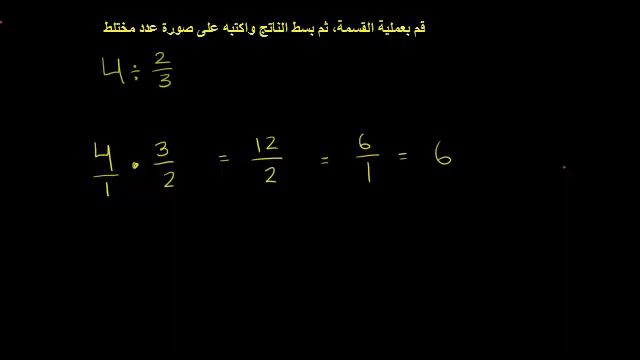 قم بعملية القسمة، ثم بسط الناتج واكتبه على صورة عدد مختلط
4 ÷ 2/3
4/1 • 3/2 = 12/2 = 6/1 = 6